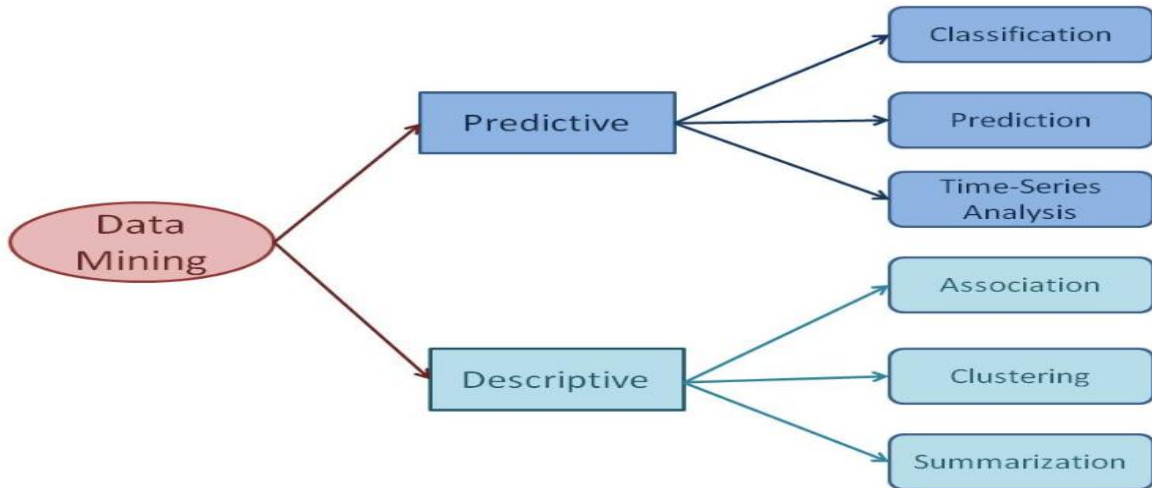 Data
Mining
Predictive
Classification
Prediction
Time-Series
Analysis
Descriptive
Association
Clustering
Summarization